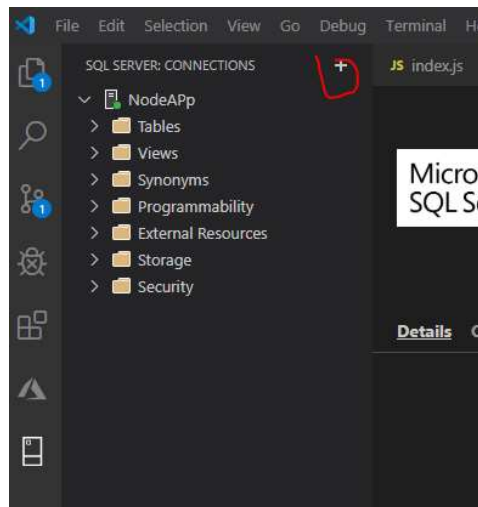 File Edit Selection View Go Debug Terminal
SQL SERVER: CONNECTIONS
+
JS index.js
NodeAPp
Tables
Views
Synonyms
Programmability
External Resources
Storage
Security
1
1
Micro
SQL S
Details